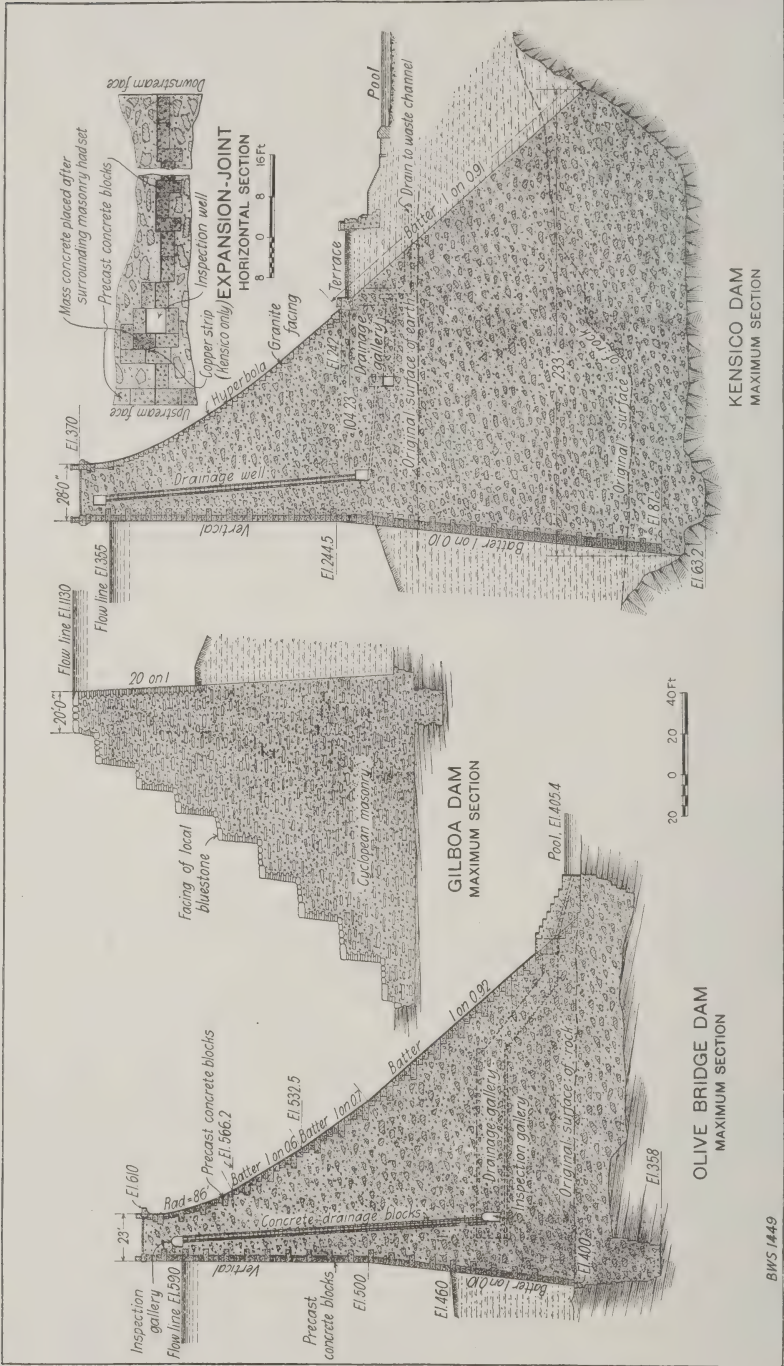 Inspection
gallery
Flow line El.590
23'
El.610
Rad=86'
Precast concrete blocks
El.566.2
Batter 1 on 0.6
El.532.5
Batter 1 on 0.7
Batter 1 on 0.92
Concrete drainage blocks
Vertical
Precast
concrete blocks
El.500
El.460
Batter 1 on 0.10
El.400
Drainage gallery
Inspection gallery
Original surface of rock
Pool, El.405.4
El.358
OLIVE BRIDGE DAM
MAXIMUM SECTION
20'-0"
Flow line El.1130
20 on 1
Facing of local
bluestone
Cyclopean masonry
GILBOA DAM
MAXIMUM SECTION
20 0 20 40 Ft
28'-0"
El.370
Flow line El.355
Vertical
Drainage well
Hyperbola
Granite
facing
El.242
104.23
Terrace
Drainage
gallery
Pool
Drain to waste channel
Original surface of earth
Batter 1 on 0.91
El.244.5
Batter 1 on 0.10
233
Original surface of rock
El.81
El.63.2
KENSICO DAM
MAXIMUM SECTION
Mass concrete placed after
surrounding masonry had set
Precast concrete blocks
Upstream face
Downstream face
Copper strip
(Kensico only)
Inspection well
EXPANSION-JOINT
HORIZONTAL SECTION
8 0 8 16 Ft
BWS 1449